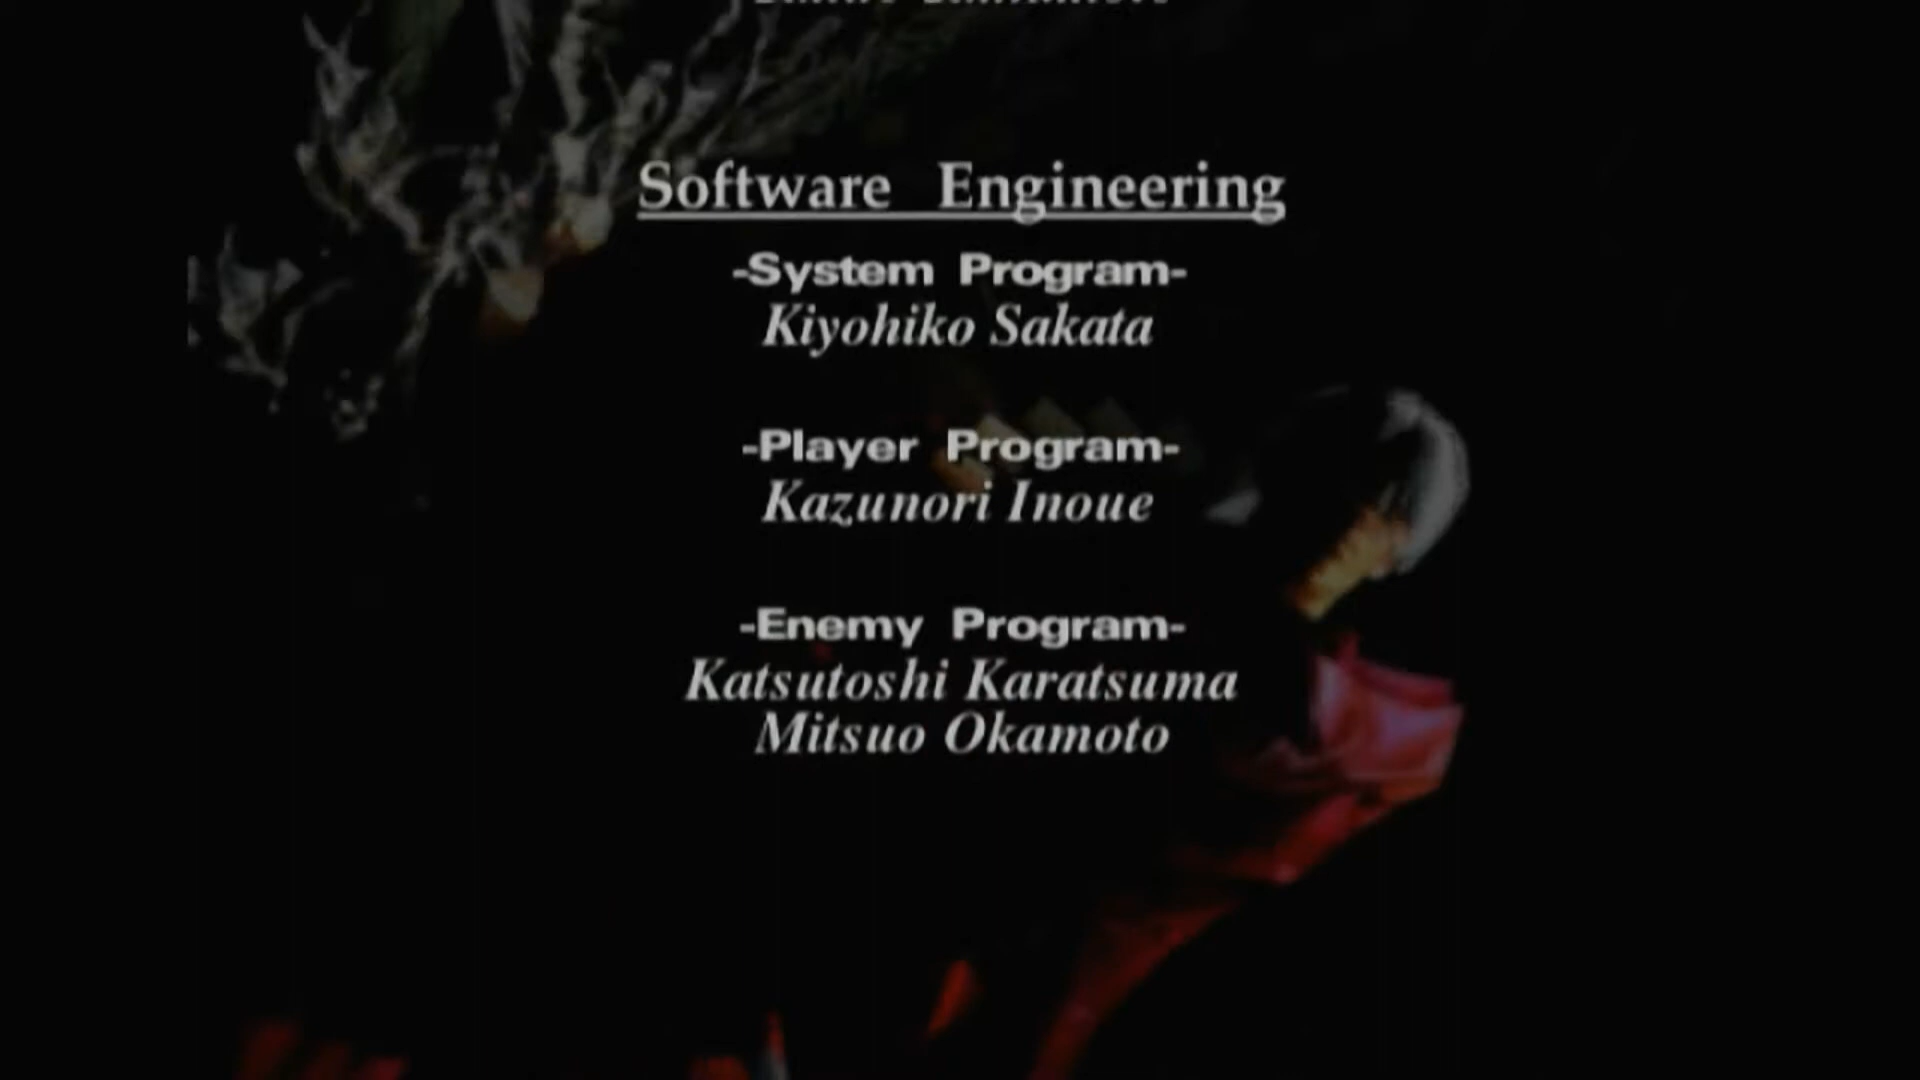 Software Engineering
-System Program-
Kiyohiko Sakata
-Player Program-
Kazunori Inoue
-Enemy Program-
Katsutoshi Karatsuma
Mitsuo Okamoto